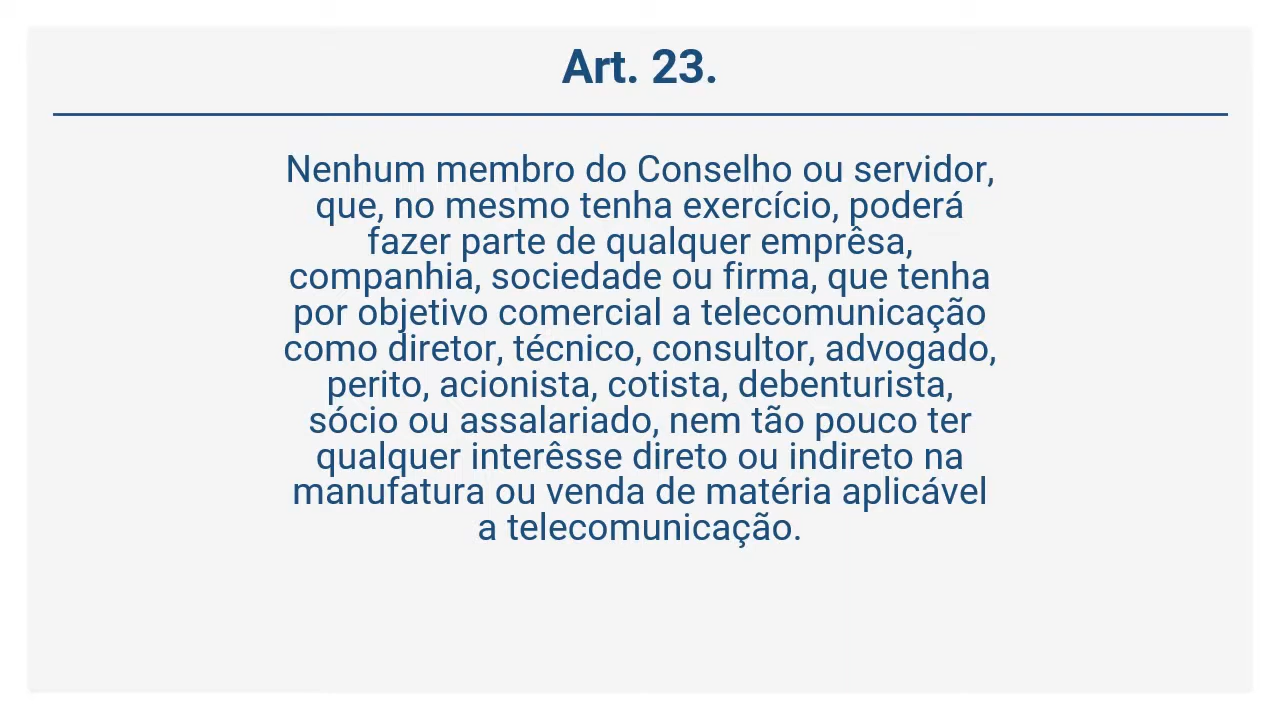 Art. 23.
Nenhum membro do Conselho ou servidor,
que, no mesmo tenha exercício, poderá
fazer parte de qualquer emprêsa,
companhia, sociedade ou firma, que tenha
por objetivo comercial a telecomunicação
como diretor, técnico, consultor, advogado,
perito, acionista, cotista, debenturista,
sócio ou assalariado, nem tão pouco ter
qualquer interêsse direto ou indireto na
manufatura ou venda de matéria aplicável
a telecomunicação.